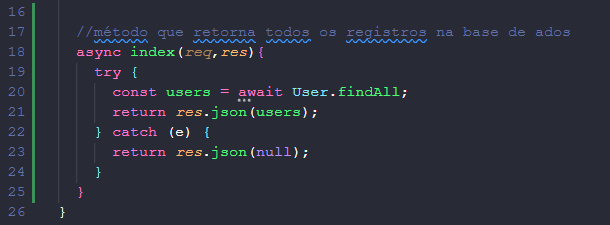 16
17 //método que retorna todos os registros na base de ados
18 async index(req,res){
19 try {
20 const users = await User.findAll;
21 return res.json(users);
22 } catch (e) {
23 return res.json(null);
24 }
25 }
26 }